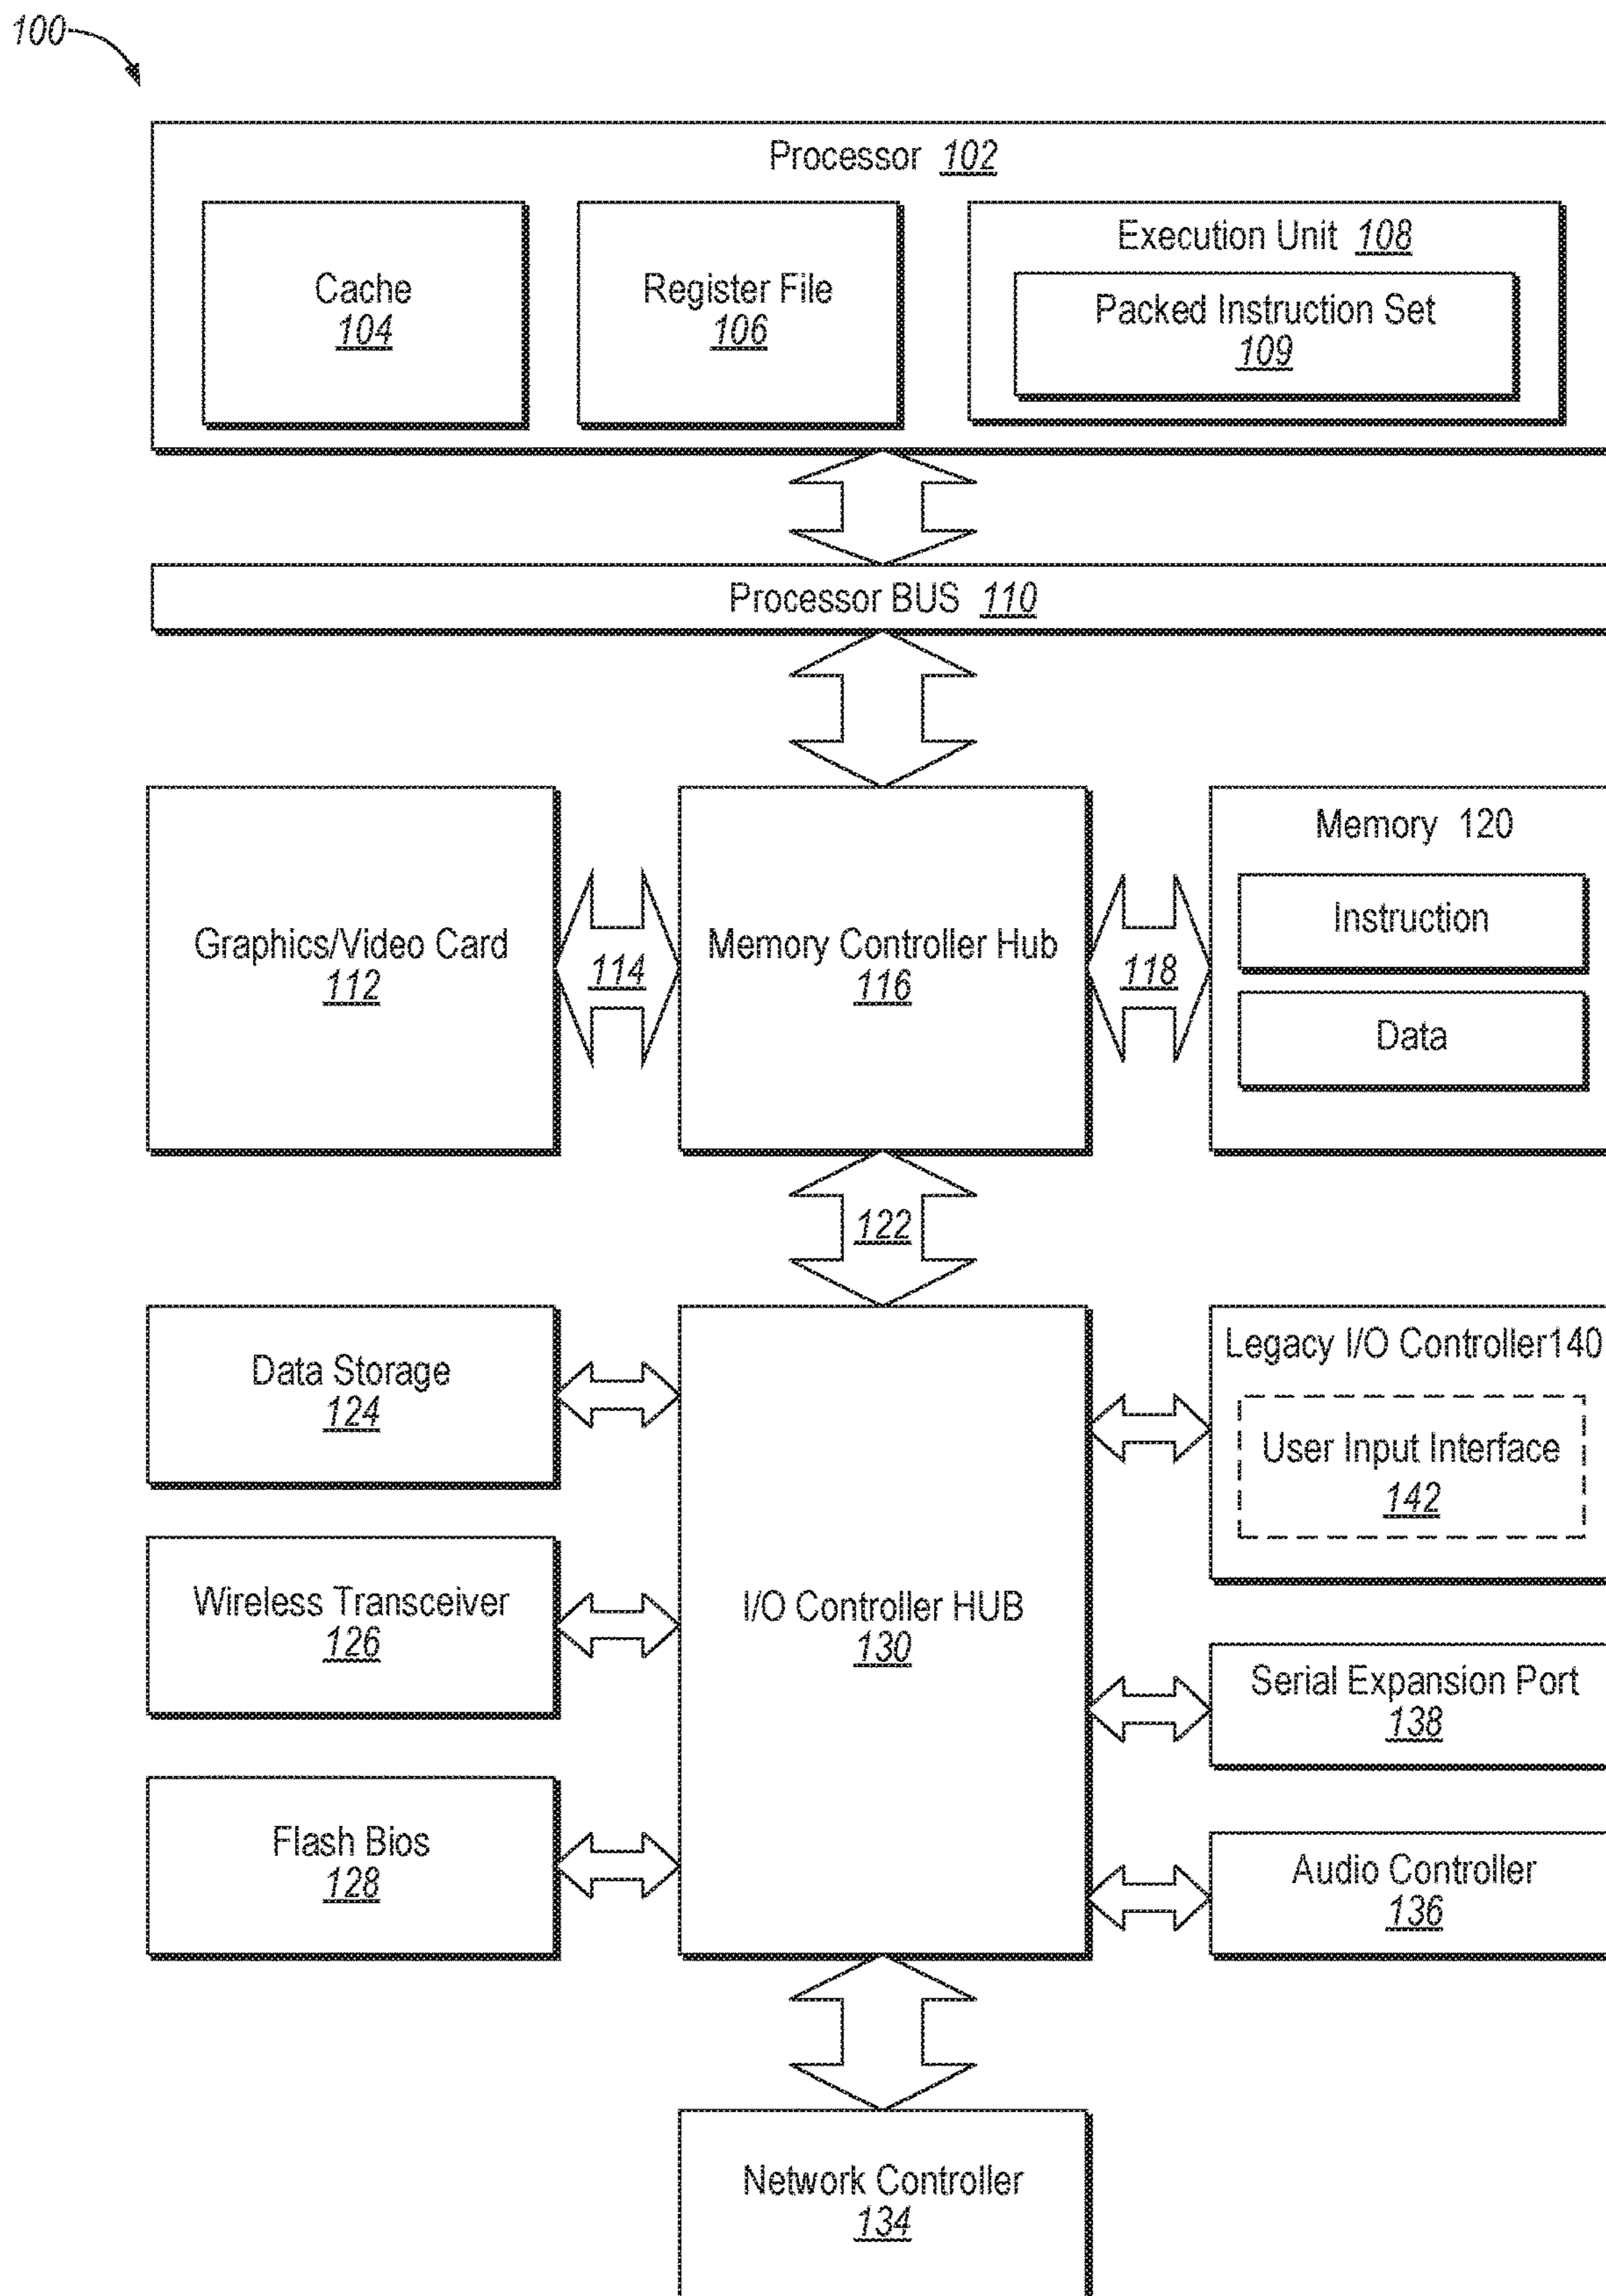 100
Processor 102
Cache
104
Register File
106
Execution Unit 108
Packed Instruction Set
109
Processor BUS 110
Graphics/Video Card
112
114
Memory Controller Hub
116
118
Memory 120
Instruction
Data
122
Data Storage
124
Wireless Transceiver
126
Flash Bios
128
I/O Controller HUB
130
Legacy I/O Controller140
User Input Interface
142
Serial Expansion Port
138
Audio Controller
136
Network Controller
134